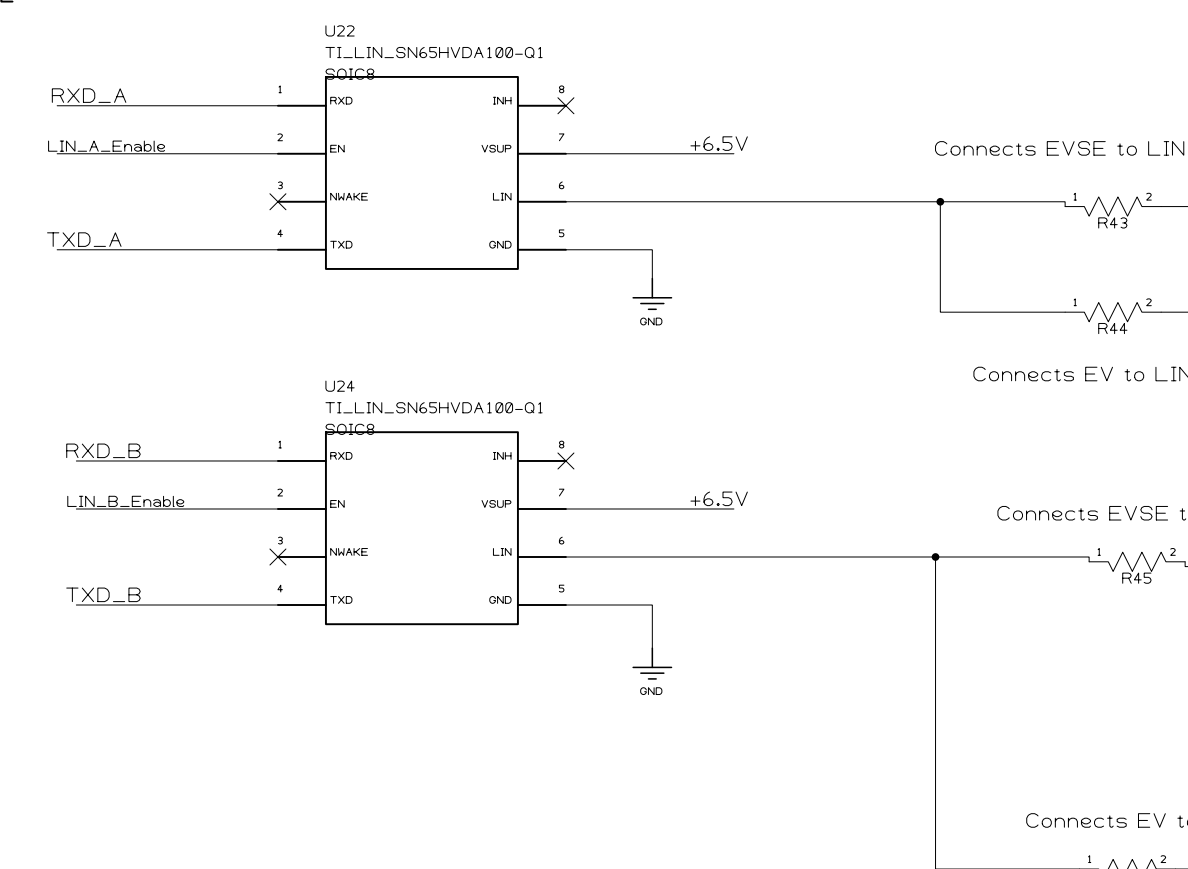 U22
TI_LIN_SN65HVDA100-Q1
SOIC8
RXD_A 1 RXD INH 8
LIN_A_Enable 2 EN VSUP 7 +6.5V
Connects EVSE to LIN
3 NWAKE LIN 6 1 2
R43
TXD_A 4 TXD GND 5
GND
1 2
R44
Connects EV to LIN
U24
TI_LIN_SN65HVDA100-Q1
SOIC8
RXD_B 1 RXD INH 8
LIN_B_Enable 2 EN VSUP 7 +6.5V
Connects EVSE t
3 NWAKE LIN 6 1 2
R45
TXD_B 4 TXD GND 5
GND
Connects EV to
1 2